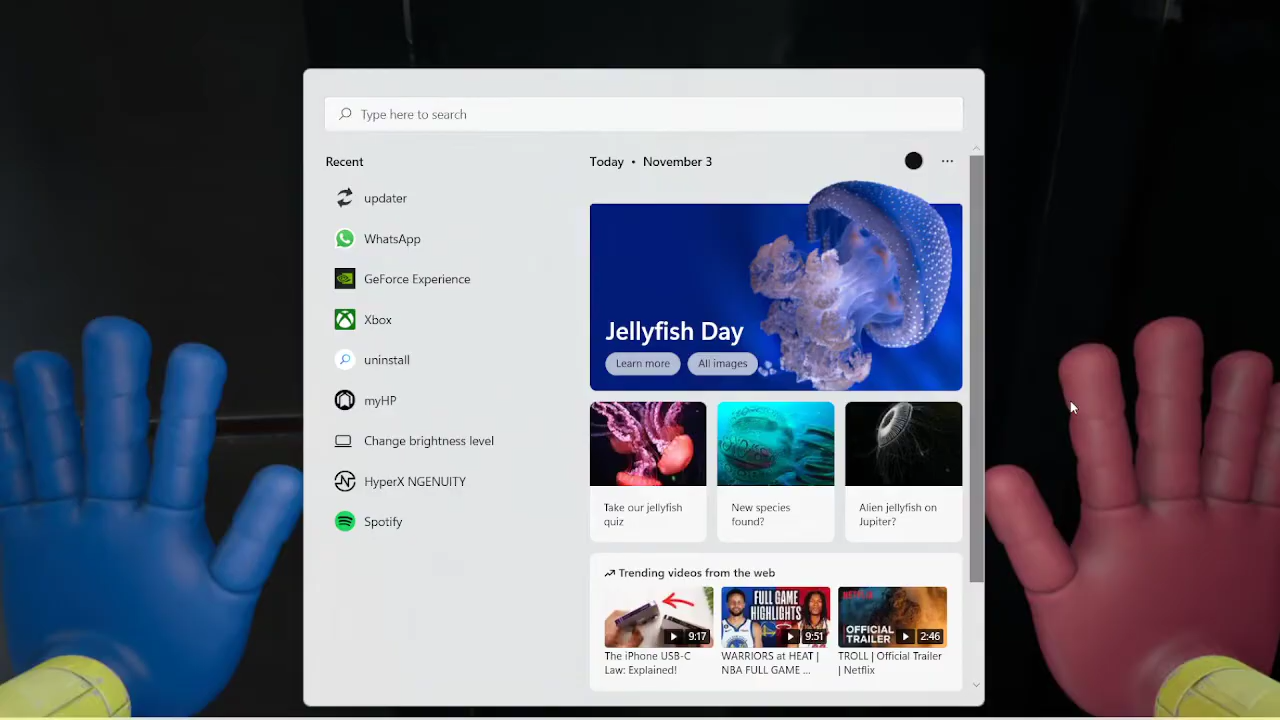 Type here to search
Recent
updater
WhatsApp
GeForce Experience
Xbox
uninstall
myHP
Change brightness level
HyperX NGENUITY
Spotify
Today • November 3
Jellyfish Day
Learn more
All images
Take our jellyfish
quiz
New species
found?
Alien jellyfish on
Jupiter?
Trending videos from the web
9:17
The iPhone USB-C
Law: Explained!
FULL GAME
HIGHLIGHTS
9:51
WARRIORS at HEAT |
NBA FULL GAME ...
NETFLIX
OFFICIAL
TRAILER
2:46
TROLL | Official Trailer
| Netflix